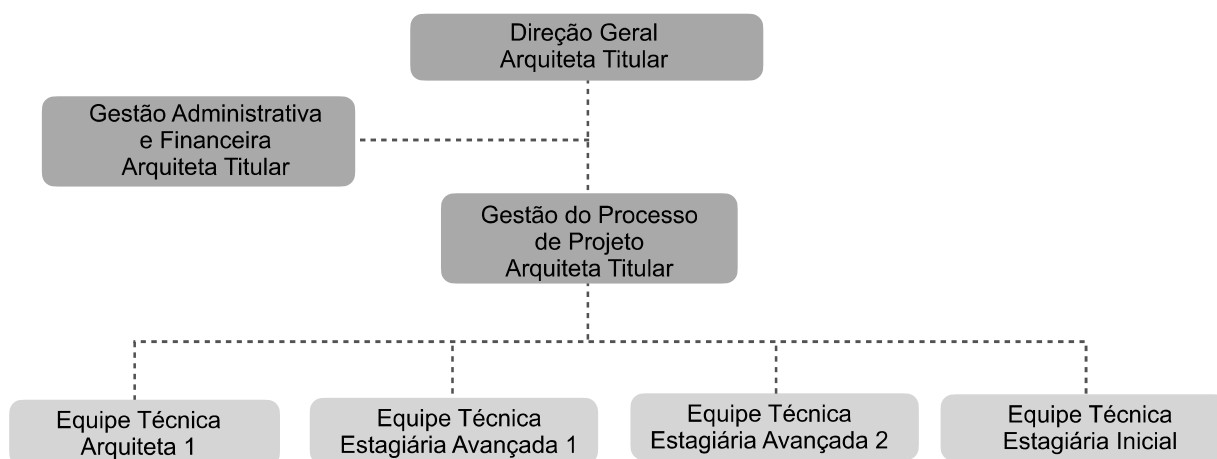 Direção Geral
Arquiteta Titular
Gestão Administrativa
e Financeira
Arquiteta Titular
Gestão do Processo
de Projeto
Arquiteta Titular
Equipe Técnica
Arquiteta 1
Equipe Técnica
Estagiária Avançada 1
Equipe Técnica
Estagiária Avançada 2
Equipe Técnica
Estagiária Inicial